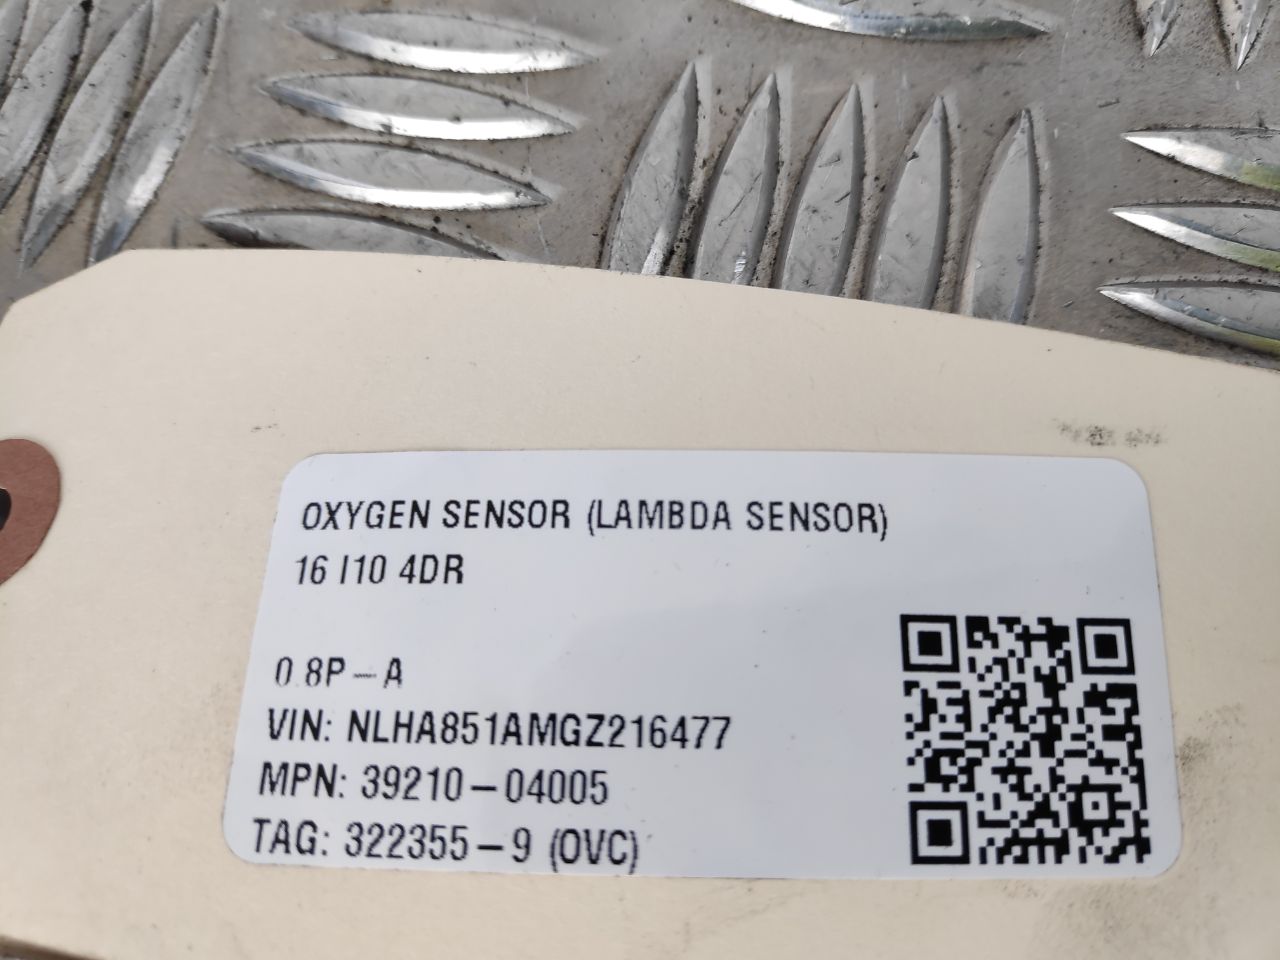 OXYGEN SENSOR (LAMBDA SENSOR)
16 I10 4DR
0.8P-A
VIN: NLHA851AMGZ216477
MPN: 39210-04005
TAG: 322355-9 (OVC)